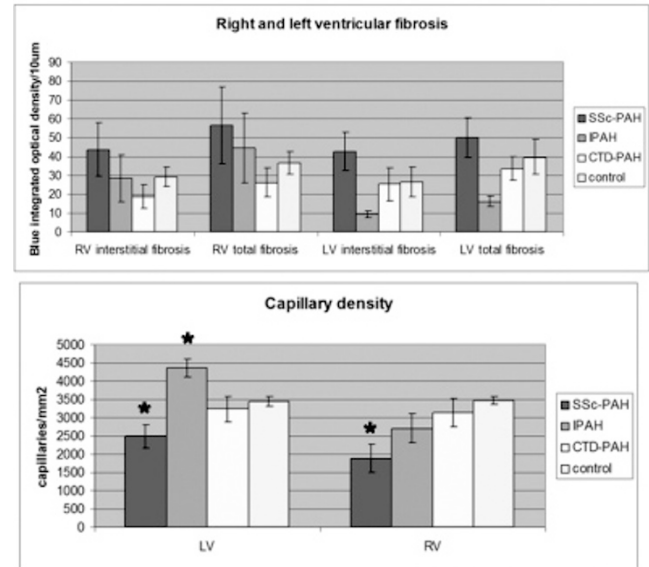 Right and left ventricular fibrosis
Blue integrated optical density/10um
90
80
70
60
50
40
30
20
10
0
RV interstitial fibrosis RV total fibrosis LV interstitial fibrosis LV total fibrosis
SSc-PAH
IPAH
CTD-PAH
control
Capillary density
capillaries/mm2
5000
4500
4000
3500
3000
2500
2000
1500
1000
500
0
* * *
LV RV
SSc-PAH
IPAH
CTD-PAH
control